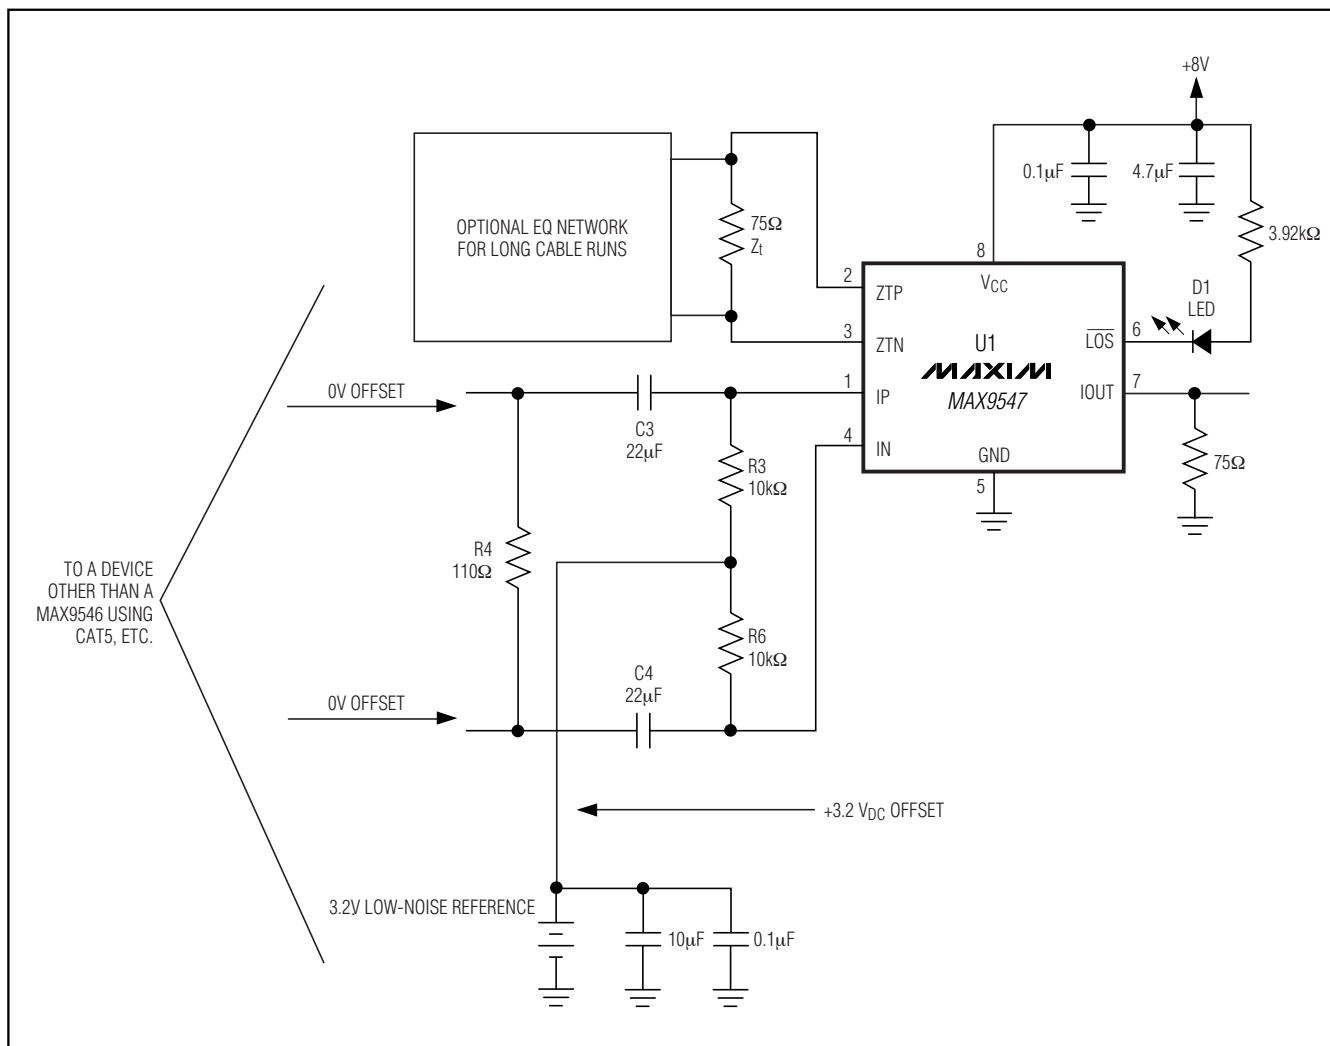 +8V
0.1µF
4.7µF
3.92kΩ
OPTIONAL EQ NETWORK
FOR LONG CABLE RUNS
75Ω
Zt
8
VCC
2
ZTP
3
ZTN
U1
MAXIM
MAX9547
D1
LED
6
LOS
7
IOUT
1
IP
4
IN
GND
5
75Ω
0V OFFSET
C3
22µF
R3
10kΩ
R4
110Ω
TO A DEVICE
OTHER THAN A
MAX9546 USING
CAT5, ETC.
R6
10kΩ
C4
22µF
0V OFFSET
+3.2 VDC OFFSET
3.2V LOW-NOISE REFERENCE
10µF
0.1µF